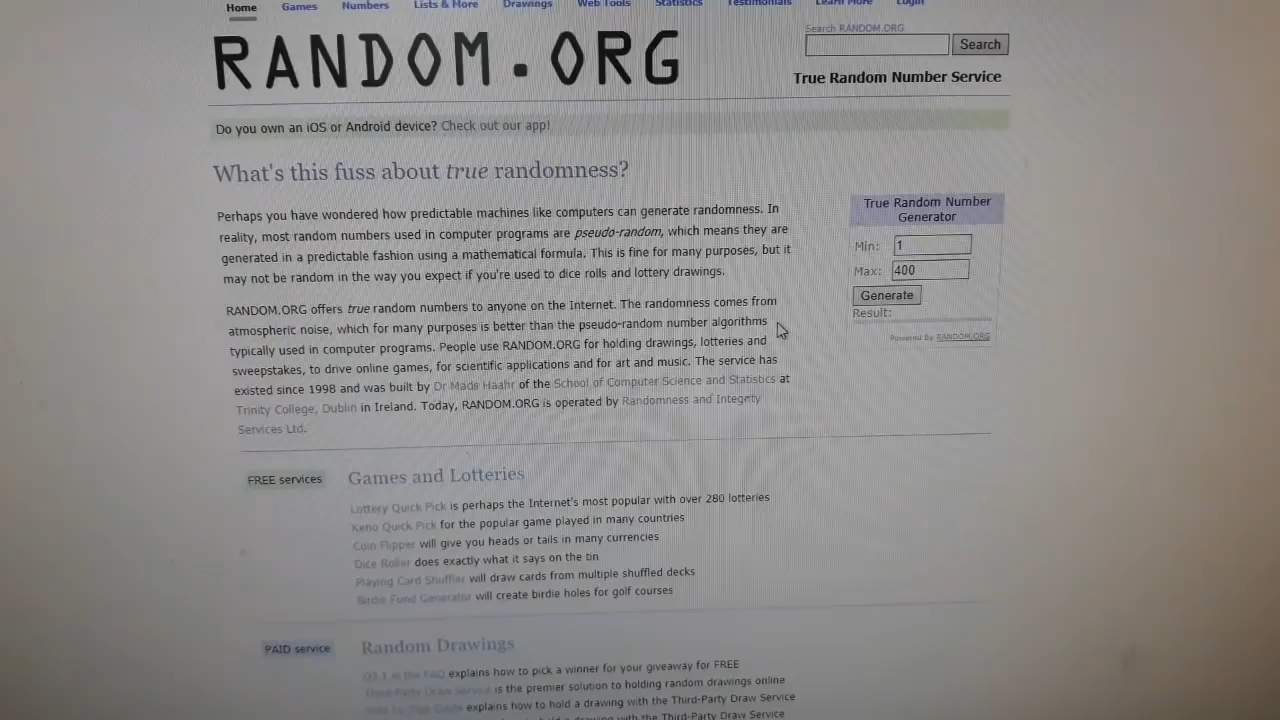 Home Games Numbers Lists & More Drawings Web Tools Statistics Testimonials Learn More Login
RANDOM.ORG
Search RANDOM.ORG
Search
True Random Number Service
Do you own an iOS or Android device? Check out our app!
What's this fuss about true randomness?
Perhaps you have wondered how predictable machines like computers can generate randomness. In
reality, most random numbers used in computer programs are pseudo-random, which means they are
generated in a predictable fashion using a mathematical formula. This is fine for many purposes, but it
may not be random in the way you expect if you're used to dice rolls and lottery drawings.
RANDOM.ORG offers true random numbers to anyone on the Internet. The randomness comes from
atmospheric noise, which for many purposes is better than the pseudo-random number algorithms
typically used in computer programs. People use RANDOM.ORG for holding drawings, lotteries and
sweepstakes, to drive online games, for scientific applications and for art and music. The service has
existed since 1998 and was built by Dr Mads Haahr of the School of Computer Science and Statistics at
Trinity College, Dublin in Ireland. Today, RANDOM.ORG is operated by Randomness and Integrity
Services Ltd.
True Random Number
Generator
Min: 1
Max: 400
Generate
Result:
Powered by RANDOM.ORG
FREE services
Games and Lotteries
Lottery Quick Pick is perhaps the Internet's most popular with over 280 lotteries
Keno Quick Pick for the popular game played in many countries
Coin Flipper will give you heads or tails in many currencies
Dice Roller does exactly what it says on the tin
Playing Card Shuffler will draw cards from multiple shuffled decks
Birdie Fund Generator will create birdie holes for golf courses
PAID service
Random Drawings
Q3.1 in the FAQ explains how to pick a winner for your giveaway for FREE
Third-Party Draw Service is the premier solution to holding random drawings online
explains how to hold a drawing with the Third-Party Draw Service
with the Third-Party Draw Service